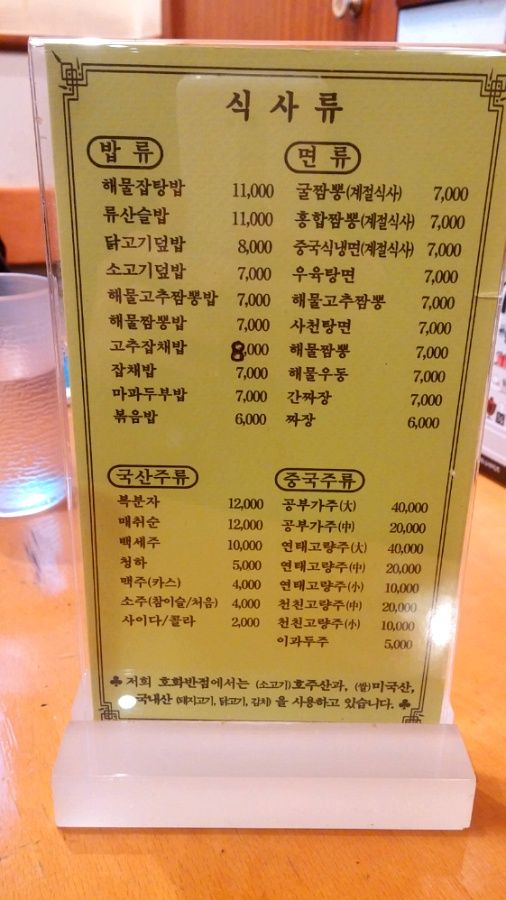 식사류
밥 류
해물잡탕밥 11,000
류산슬밥 11,000
닭고기덮밥 8,000
소고기덮밥 7,000
해물고추짬뽕밥 7,000
해물짬뽕밥 7,000
고추잡채밥 8,000
잡채밥 7,000
마파두부밥 7,000
볶음밥 6,000
면 류
굴짬뽕(계절식사) 7,000
홍합짬뽕(계절식사) 7,000
중국식냉면(계절식사) 7,000
우육탕면 7,000
해물고추짬뽕 7,000
사천탕면 7,000
해물짬뽕 7,000
해물우동 7,000
간짜장 7,000
짜장 6,000
국산주류
복분자 12,000
매취순 12,000
백세주 10,000
청하 5,000
맥주(카스) 4,000
소주(참이슬/처음) 4,000
사이다/콜라 2,000
중국주류
공부가주(大) 40,000
공부가주(中) 20,000
연태고량주(大) 40,000
연태고량주(中) 20,000
연태고량주(小) 10,000
천친고량주(中) 20,000
천친고량주(小) 10,000
이과두주 5,000
♣ 저희 호화반점에서는 (소고기)호주산과, (쌀)미국산,
국내산 (돼지고기, 닭고기, 김치) 을 사용하고 있습니다. ♣